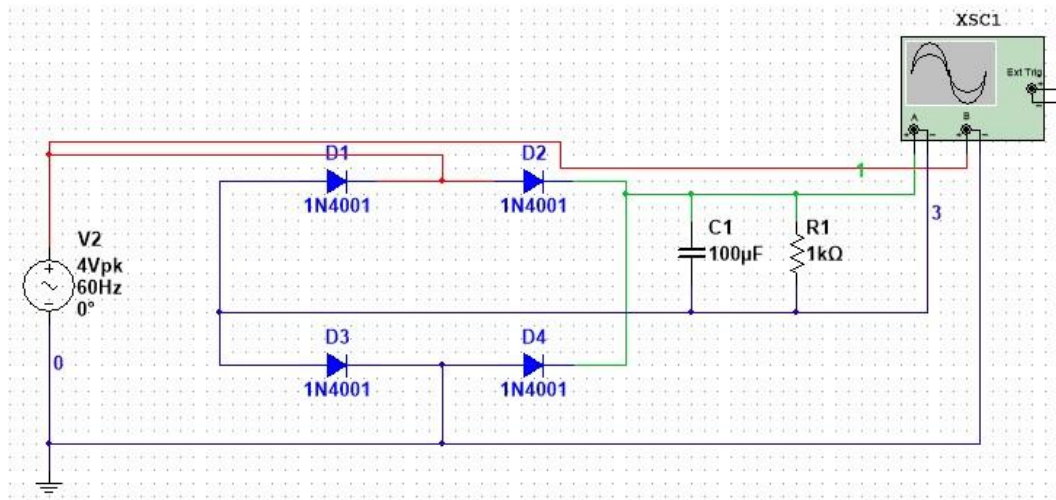 XSC1
Ext Trig
+
-
A
B
+ - + -
D1
D2
1
1N4001
1N4001
3
C1
R1
100µF
1kΩ
V2
4Vpk
60Hz
0°
D3
D4
0
1N4001
1N4001